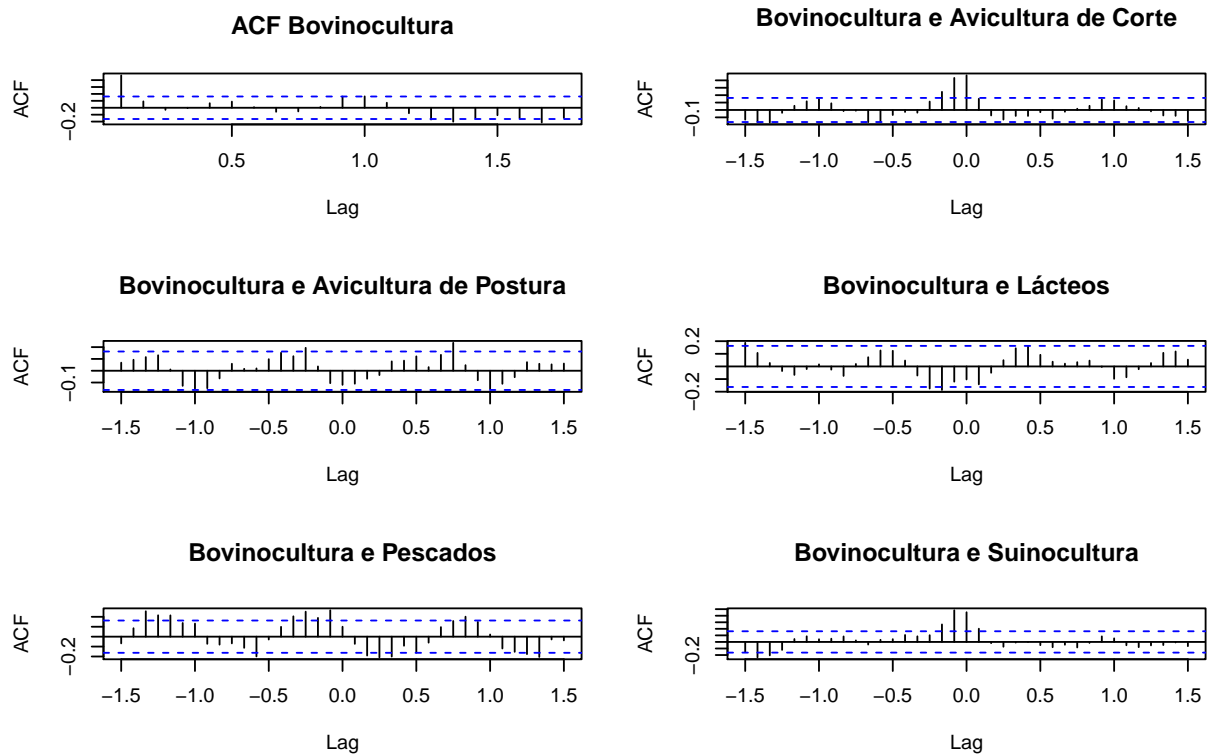 ACF Bovinocultura
ACF
−0.2
0.5 1.0 1.5
Lag
Bovinocultura e Avicultura de Corte
ACF
−0.1
−1.5 −1.0 −0.5 0.0 0.5 1.0 1.5
Lag
Bovinocultura e Avicultura de Postura
ACF
−0.1
−1.5 −1.0 −0.5 0.0 0.5 1.0 1.5
Lag
Bovinocultura e Lácteos
ACF
−0.2 0.2
−1.5 −1.0 −0.5 0.0 0.5 1.0 1.5
Lag
Bovinocultura e Pescados
ACF
−0.2
−1.5 −1.0 −0.5 0.0 0.5 1.0 1.5
Lag
Bovinocultura e Suinocultura
ACF
−0.2
−1.5 −1.0 −0.5 0.0 0.5 1.0 1.5
Lag